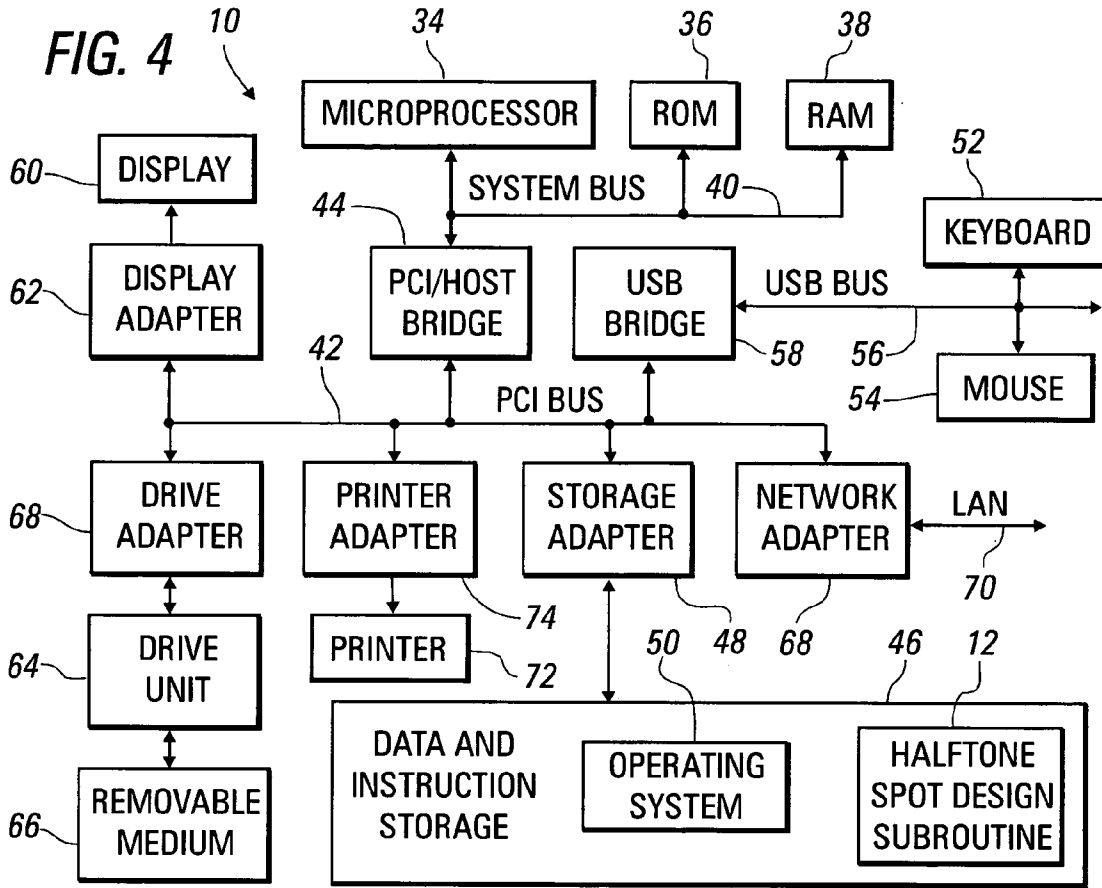 FIG. 4
10
34
36
38
MICROPROCESSOR
ROM
RAM
60
DISPLAY
SYSTEM BUS
40
52
44
KEYBOARD
62
DISPLAY
ADAPTER
PCI/HOST
BRIDGE
USB
BRIDGE
USB BUS
58
56
42
PCI BUS
54
MOUSE
68
DRIVE
ADAPTER
PRINTER
ADAPTER
STORAGE
ADAPTER
NETWORK
ADAPTER
LAN
70
74
48
68
64
DRIVE
UNIT
PRINTER
72
50
46
12
66
REMOVABLE
MEDIUM
DATA AND
INSTRUCTION
STORAGE
OPERATING
SYSTEM
HALFTONE
SPOT DESIGN
SUBROUTINE